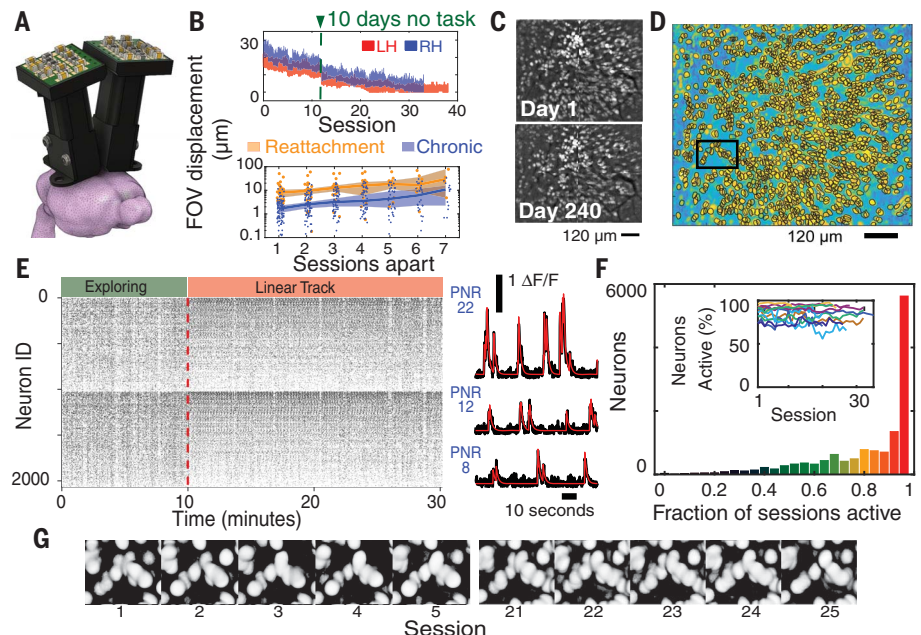 A
B
10 days no task
FOV displacement (µm)
30
0
LH
RH
0 10 20 30 40
Session
Reattachment
Chronic
100
10
1
0.1
1 2 3 4 5 6 7
Sessions apart
C
Day 1
Day 240
120 µm
D
120 µm
E
Exploring
Linear Track
Neuron ID
0
2000
0 10 20 30
Time (minutes)
1 ΔF/F
PNR
22
PNR
12
PNR
8
10 seconds
F
Neurons
6000
0
Neurons
Active (%)
100
50
0
1 30
Session
0 0.2 0.4 0.6 0.8 1
Fraction of sessions active
G
1 2 3 4 5 21 22 23 24 25
Session